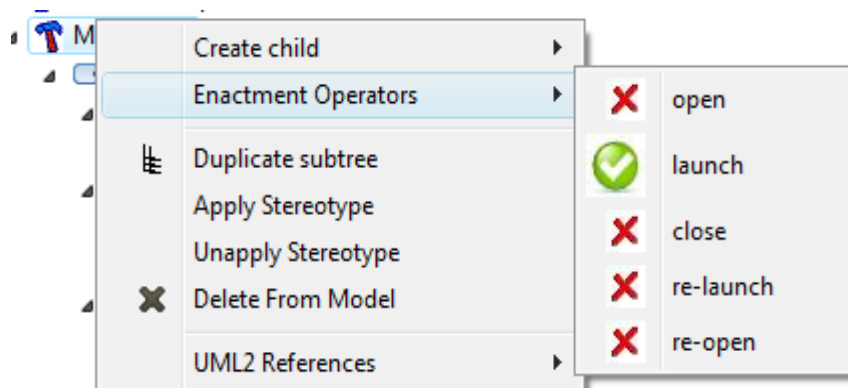 M
Create child
Enactment Operators
Duplicate subtree
Apply Stereotype
Unapply Stereotype
Delete From Model
UML2 References
open
launch
close
re-launch
re-open